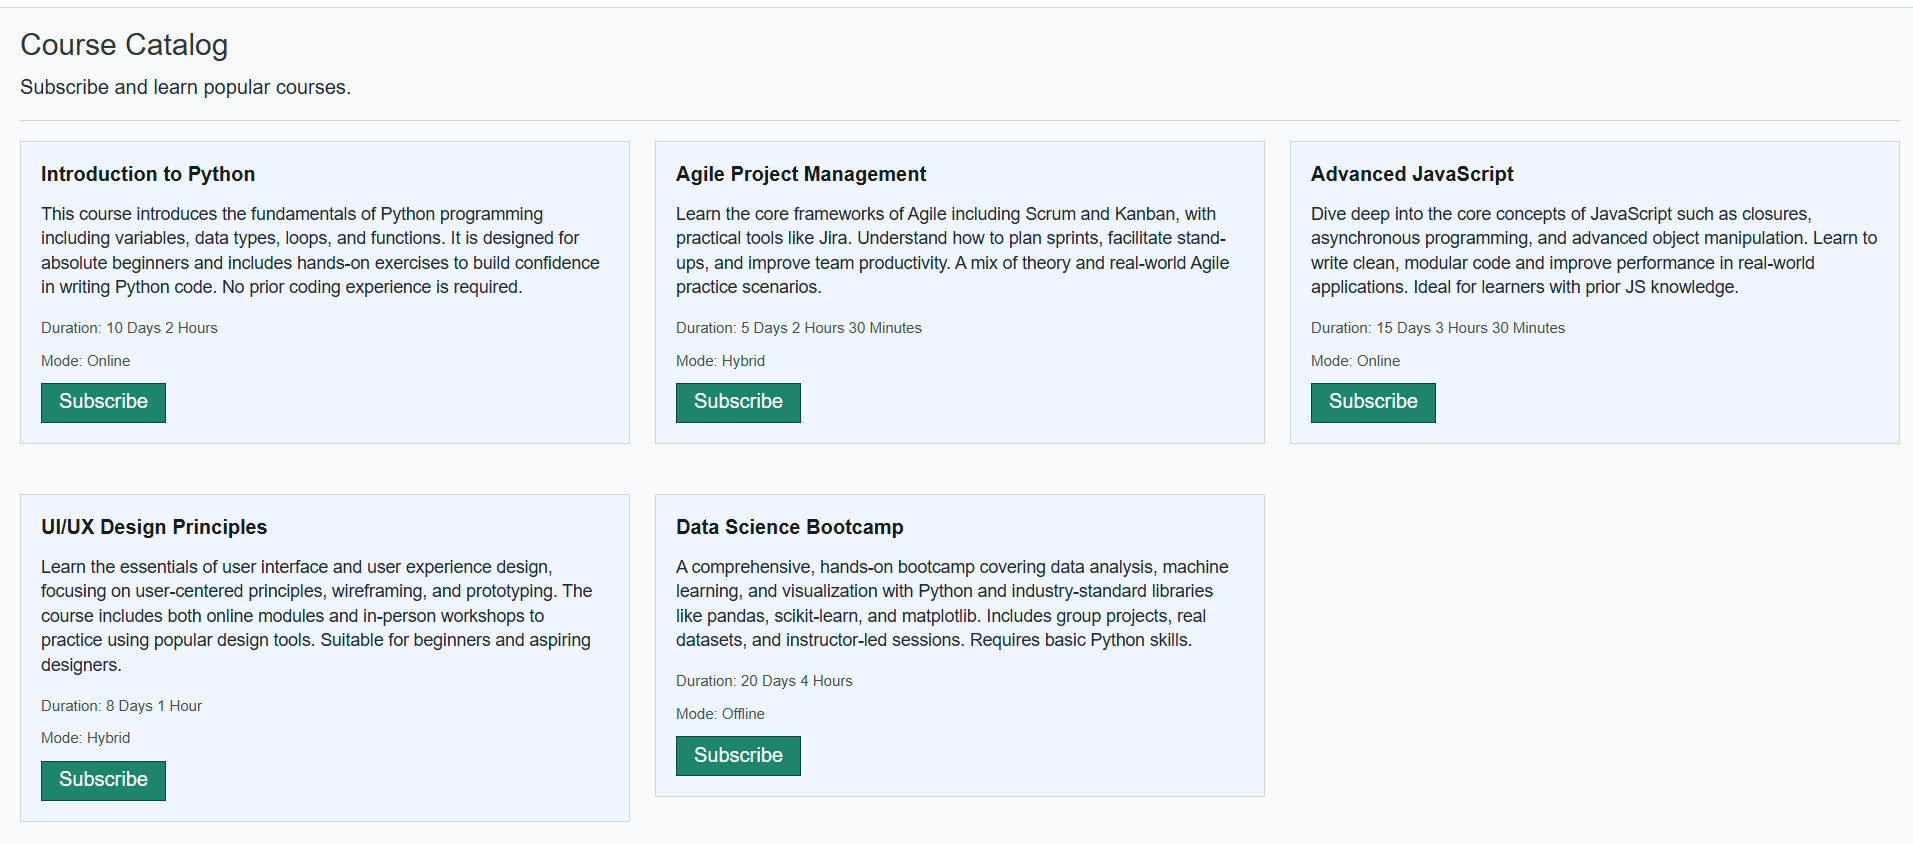 Course Catalog
Subscribe and learn popular courses.
Introduction to Python
This course introduces the fundamentals of Python programming
including variables, data types, loops, and functions. It is designed for
absolute beginners and includes hands-on exercises to build confidence
in writing Python code. No prior coding experience is required.
Duration: 10 Days 2 Hours
Mode: Online
Subscribe
Agile Project Management
Learn the core frameworks of Agile including Scrum and Kanban, with
practical tools like Jira. Understand how to plan sprints, facilitate stand-
ups, and improve team productivity. A mix of theory and real-world Agile
practice scenarios.
Duration: 5 Days 2 Hours 30 Minutes
Mode: Hybrid
Subscribe
Advanced JavaScript
Dive deep into the core concepts of JavaScript such as closures,
asynchronous programming, and advanced object manipulation. Learn to
write clean, modular code and improve performance in real-world
applications. Ideal for learners with prior JS knowledge.
Duration: 15 Days 3 Hours 30 Minutes
Mode: Online
Subscribe
UI/UX Design Principles
Learn the essentials of user interface and user experience design,
focusing on user-centered principles, wireframing, and prototyping. The
course includes both online modules and in-person workshops to
practice using popular design tools. Suitable for beginners and aspiring
designers.
Duration: 8 Days 1 Hour
Mode: Hybrid
Subscribe
Data Science Bootcamp
A comprehensive, hands-on bootcamp covering data analysis, machine
learning, and visualization with Python and industry-standard libraries
like pandas, scikit-learn, and matplotlib. Includes group projects, real
datasets, and instructor-led sessions. Requires basic Python skills.
Duration: 20 Days 4 Hours
Mode: Offline
Subscribe